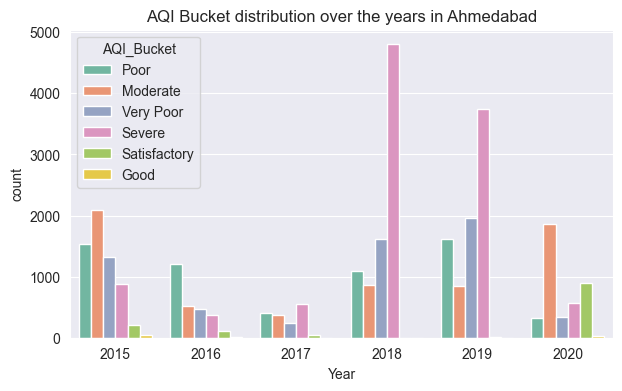 AQI Bucket distribution over the years in Ahmedabad
AQI_Bucket
Poor
Moderate
Very Poor
Severe
Satisfactory
Good
5000
4000
3000
2000
1000
0
count
2015 2016 2017 2018 2019 2020
Year